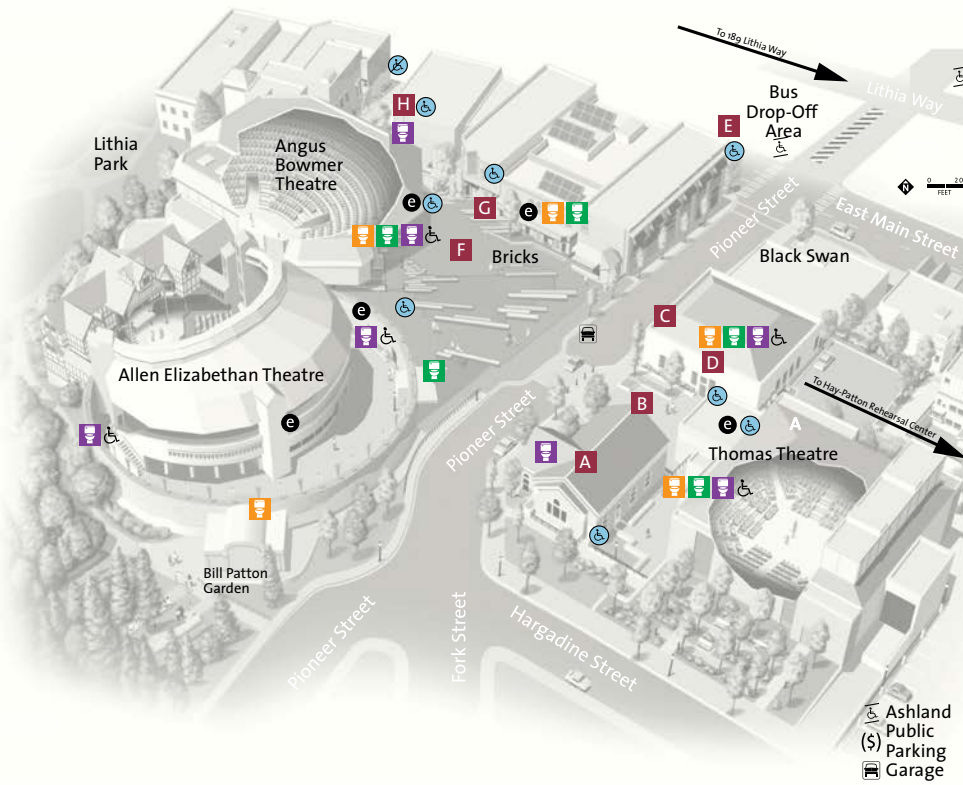 To 189 Lithia Way
Lithia Way
Bus
Drop-Off
Area
E
H
Lithia
Park
Angus
Bowmer
Theatre
N
0 20
FEET
East Main Street
Pioneer Street
e
G
e
F
Bricks
Black Swan
e
C
D
Allen Elizabethan Theatre
To Hay-Patton Rehearsal Center
B
e
e
A
Pioneer Street
Thomas Theatre
A
Bill Patton
Garden
Pioneer Street
Fork Street
Hargadine Street
Ashland
Public
($) Parking
Garage